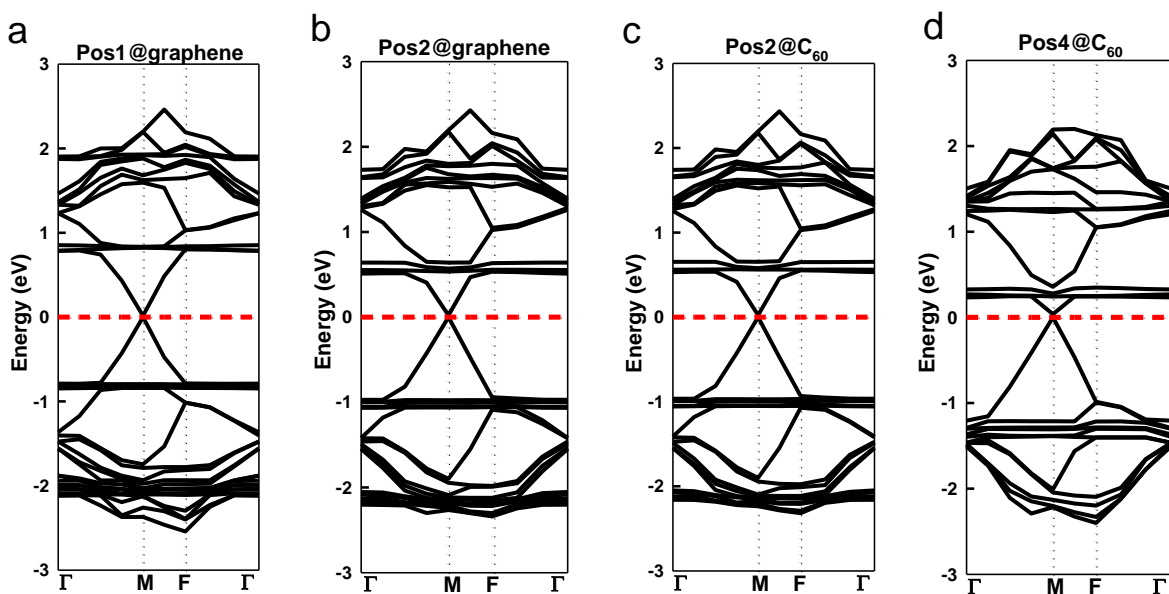 a
Pos1@graphene
Energy (eV)
3
2
1
0
-1
-2
-3
Γ M F Γ
b
Pos2@graphene
Energy (eV)
3
2
1
0
-1
-2
-3
Γ M F Γ
c
Pos2@C60
Energy (eV)
3
2
1
0
-1
-2
-3
Γ M F Γ
d
Pos4@C60
Energy (eV)
3
2
1
0
-1
-2
-3
Γ M F Γ